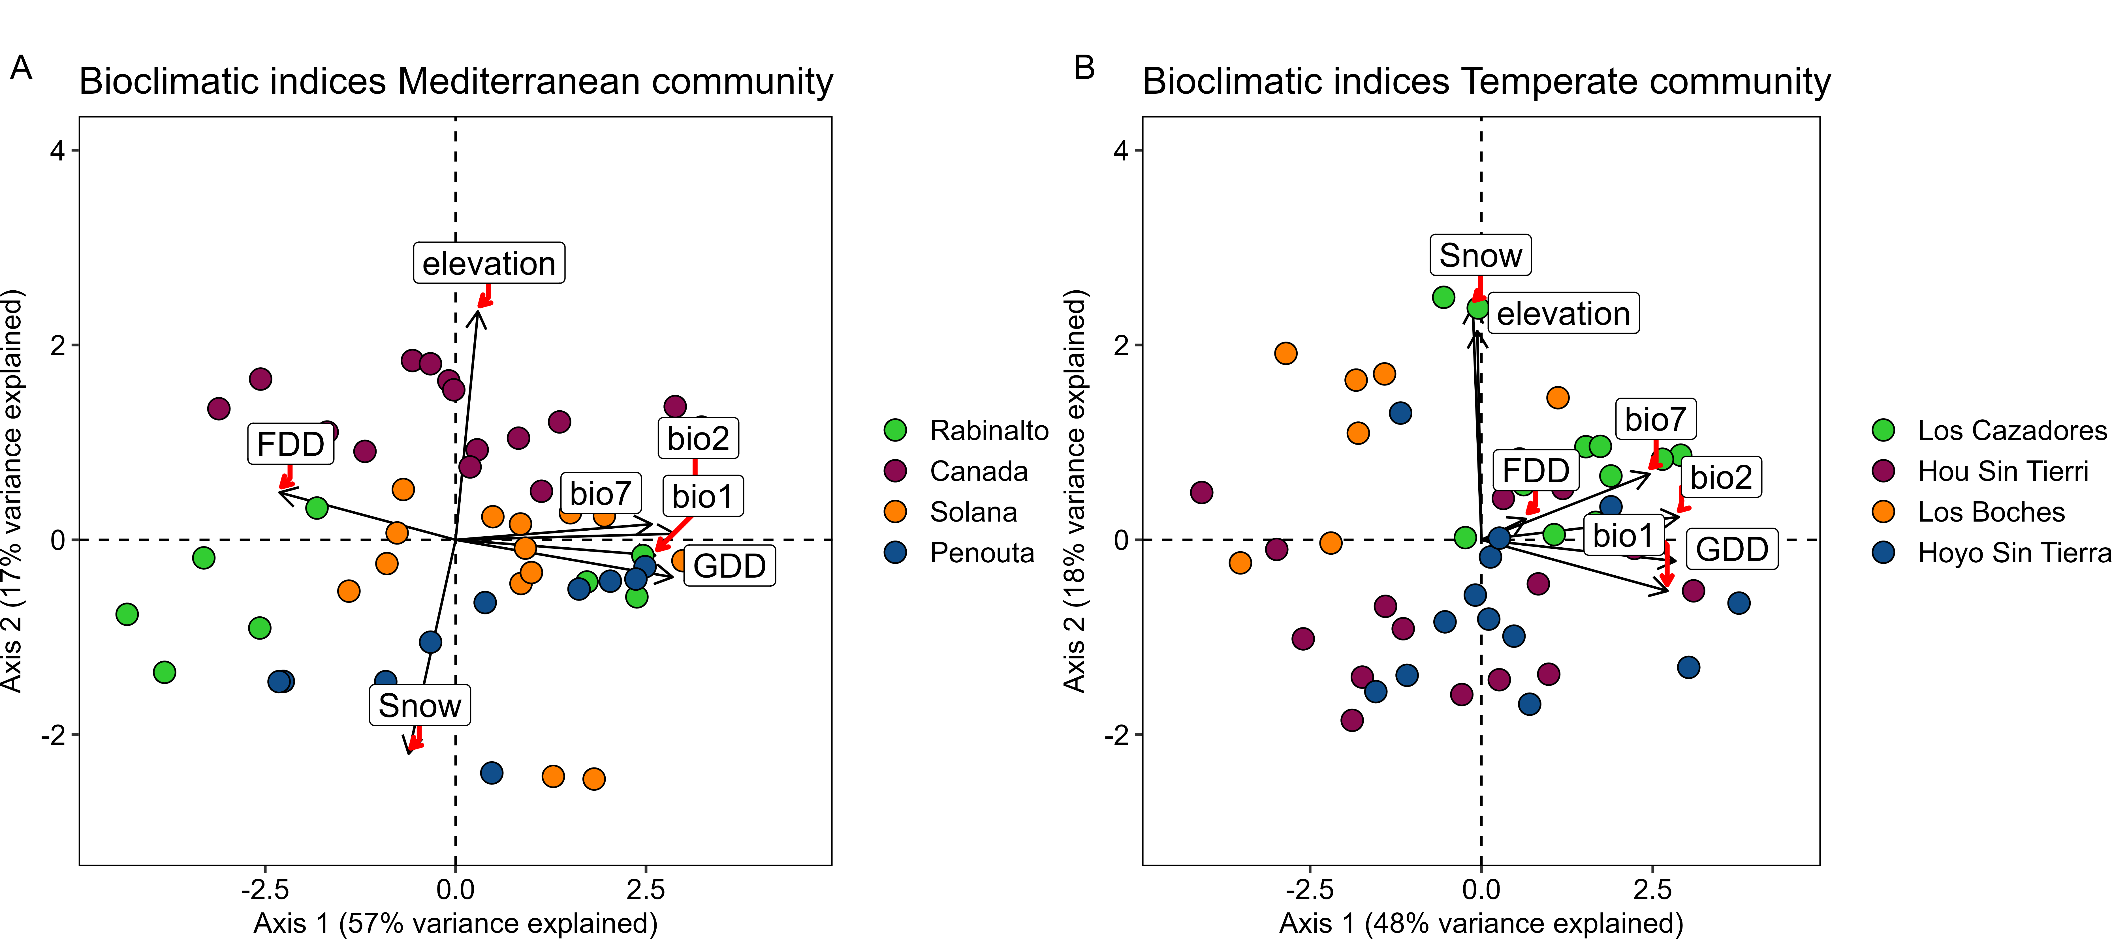 A
Bioclimatic indices Mediterranean community
4
2
0
-2
Axis 2 (17% variance explained)
elevation
FDD
bio2
bio7
bio1
GDD
Snow
-2.5
0.0
2.5
Axis 1 (57% variance explained)
Rabinalto
Canada
Solana
Penouta
B
Bioclimatic indices Temperate community
4
2
0
-2
Axis 2 (18% variance explained)
Snow
elevation
bio7
FDD
bio2
bio1
GDD
-2.5
0.0
2.5
Axis 1 (48% variance explained)
Los Cazadores
Hou Sin Tierri
Los Boches
Hoyo Sin Tierra